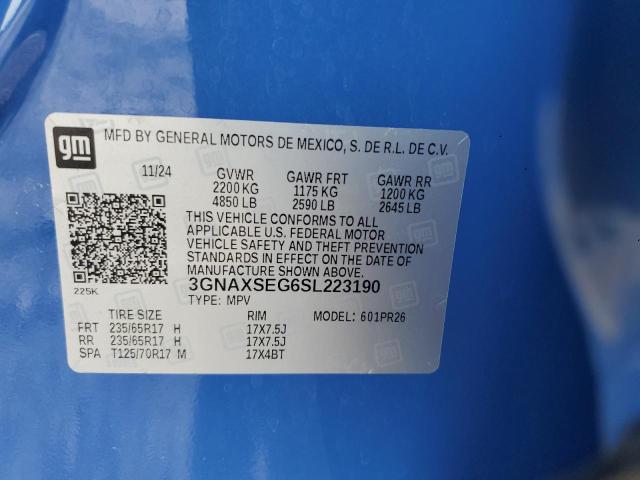 gm MFD BY GENERAL MOTORS DE MEXICO, S. DE R.L. DE C.V.
11/24 GVWR GAWR FRT GAWR RR
2200 KG 1175 KG 1200 KG
4850 LB 2590 LB 2645 LB
THIS VEHICLE CONFORMS TO ALL
APPLICABLE U.S. FEDERAL MOTOR
VEHICLE SAFETY AND THEFT PREVENTION
STANDARDS IN EFFECT ON THE DATE OF
MANUFACTURE SHOWN ABOVE.
3GNAXSEG6SL223190
225K TYPE: MPV
TIRE SIZE RIM MODEL: 601PR26
FRT 235/65R17 H 17X7.5J
RR 235/65R17 H 17X7.5J
SPA T125/70R17 M 17X4BT